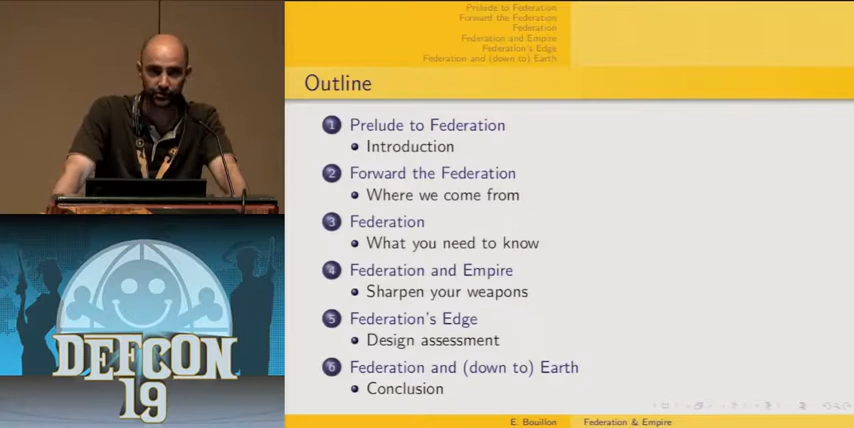 Prelude to Federation
Forward the Federation
Federation
Federation and Empire
Federation's Edge
Federation and (down to) Earth
Outline
1 Prelude to Federation
Introduction
2 Forward the Federation
Where we come from
3 Federation
What you need to know
4 Federation and Empire
Sharpen your weapons
5 Federation's Edge
Design assessment
6 Federation and (down to) Earth
Conclusion
E. Bouillon Federation & Empire
DEFCON
19